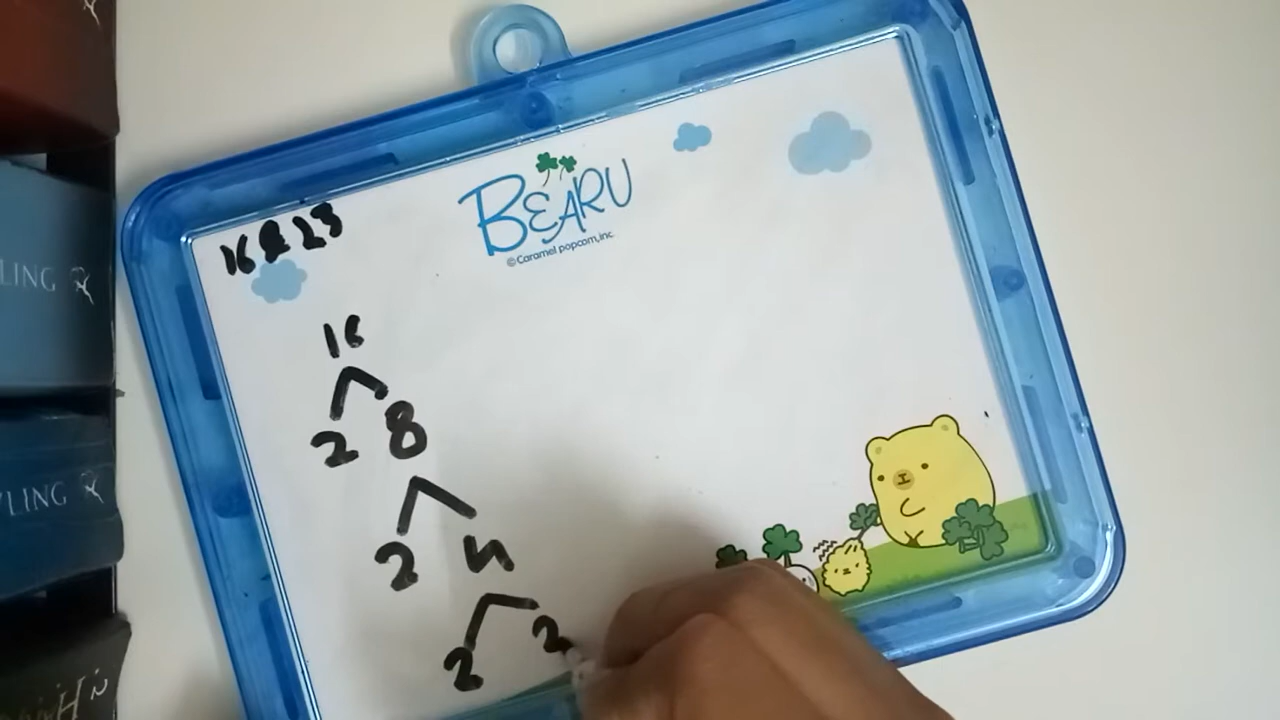 BEARU
©Caramel popcorn,inc.
16 & 28
16
2 8
2 4
2 2
LING
LING